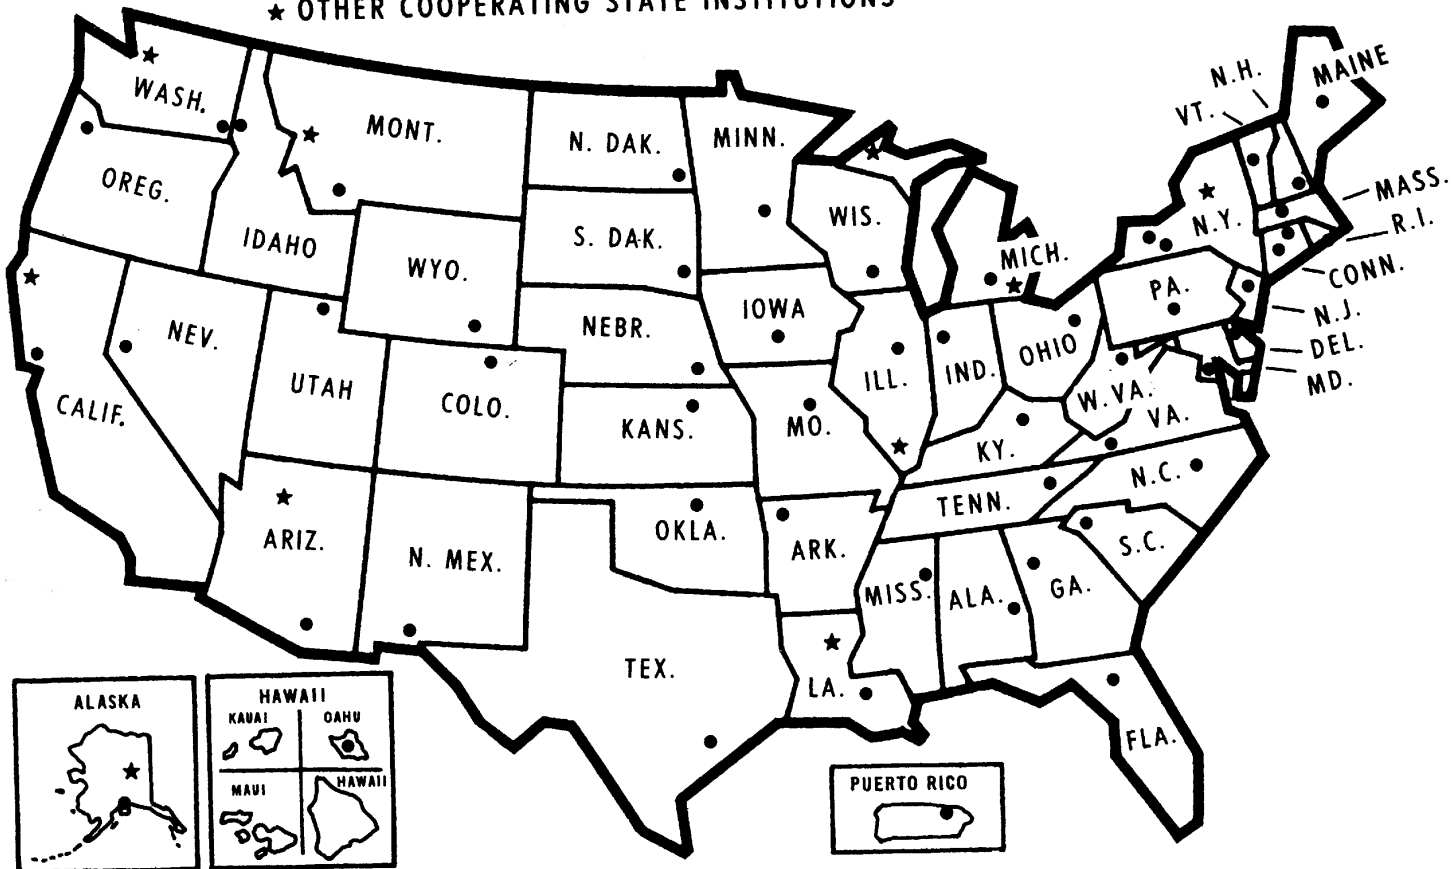 ★ OTHER COOPERATING STATE INSTITUTIONS
WASH.
MONT.
N. DAK.
MINN.
N.H.
MAINE
VT.
OREG.
IDAHO
WYO.
S. DAK.
WIS.
MICH.
N.Y.
MASS.
R.I.
CONN.
N.J.
DEL.
MD.
NEV.
UTAH
COLO.
NEBR.
IOWA
ILL.
IND.
OHIO
PA.
CALIF.
KANS.
MO.
KY.
W. VA.
VA.
ARIZ.
N. MEX.
OKLA.
ARK.
TENN.
N.C.
S.C.
TEX.
LA.
MISS.
ALA.
GA.
FLA.
ALASKA
HAWAII
KAUAI
OAHU
MAUI
HAWAII
PUERTO RICO